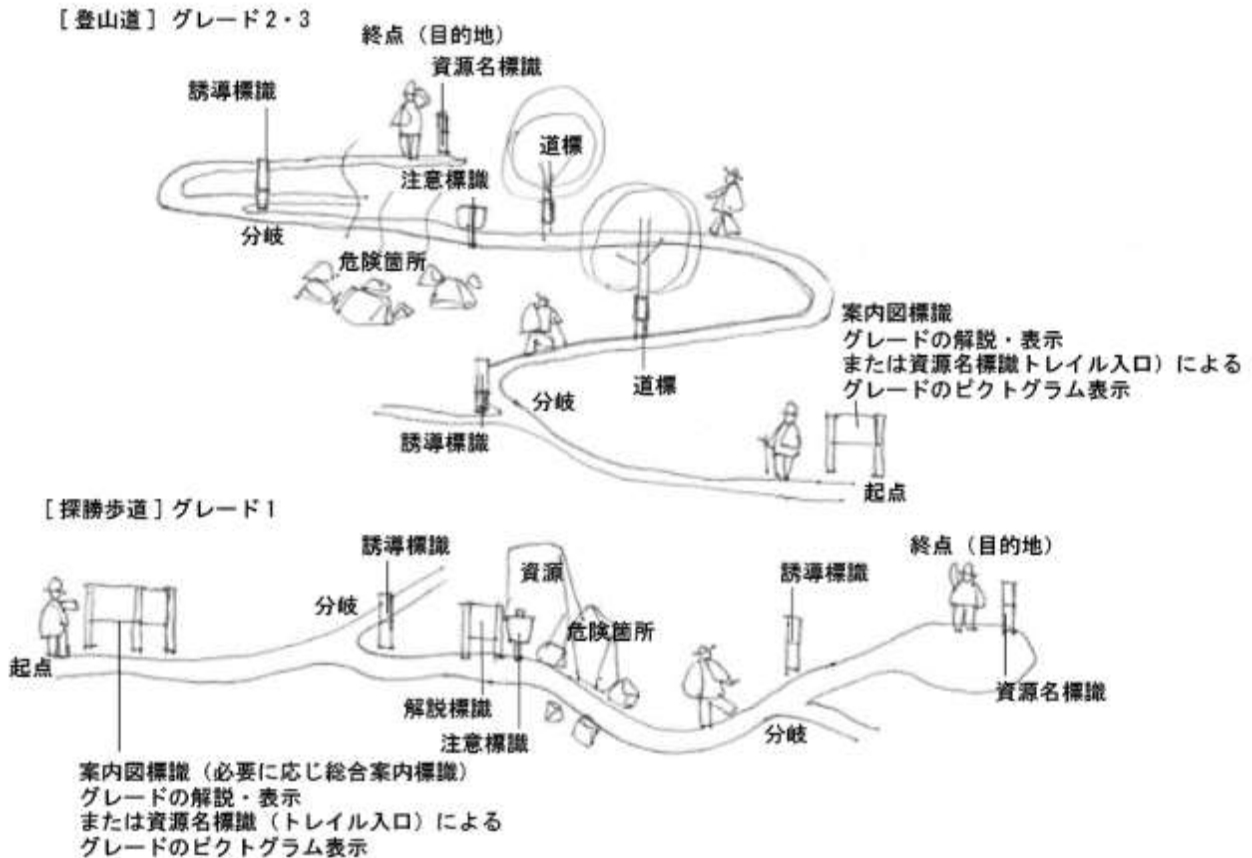 [登山道] グレード2・3
終点（目的地）
資源名標識
誘導標識
道標
注意標識
分岐
危険箇所
案内図標識
グレードの解説・表示
または資源名標識トレイル入口）による
グレードのピクトグラム表示
道標
分岐
誘導標識
起点
[探勝歩道] グレード1
誘導標識
資源
誘導標識
終点（目的地）
分岐
危険箇所
起点
資源名標識
解説標識
注意標識
分岐
案内図標識（必要に応じ総合案内標識）
グレードの解説・表示
または資源名標識（トレイル入口）による
グレードのピクトグラム表示